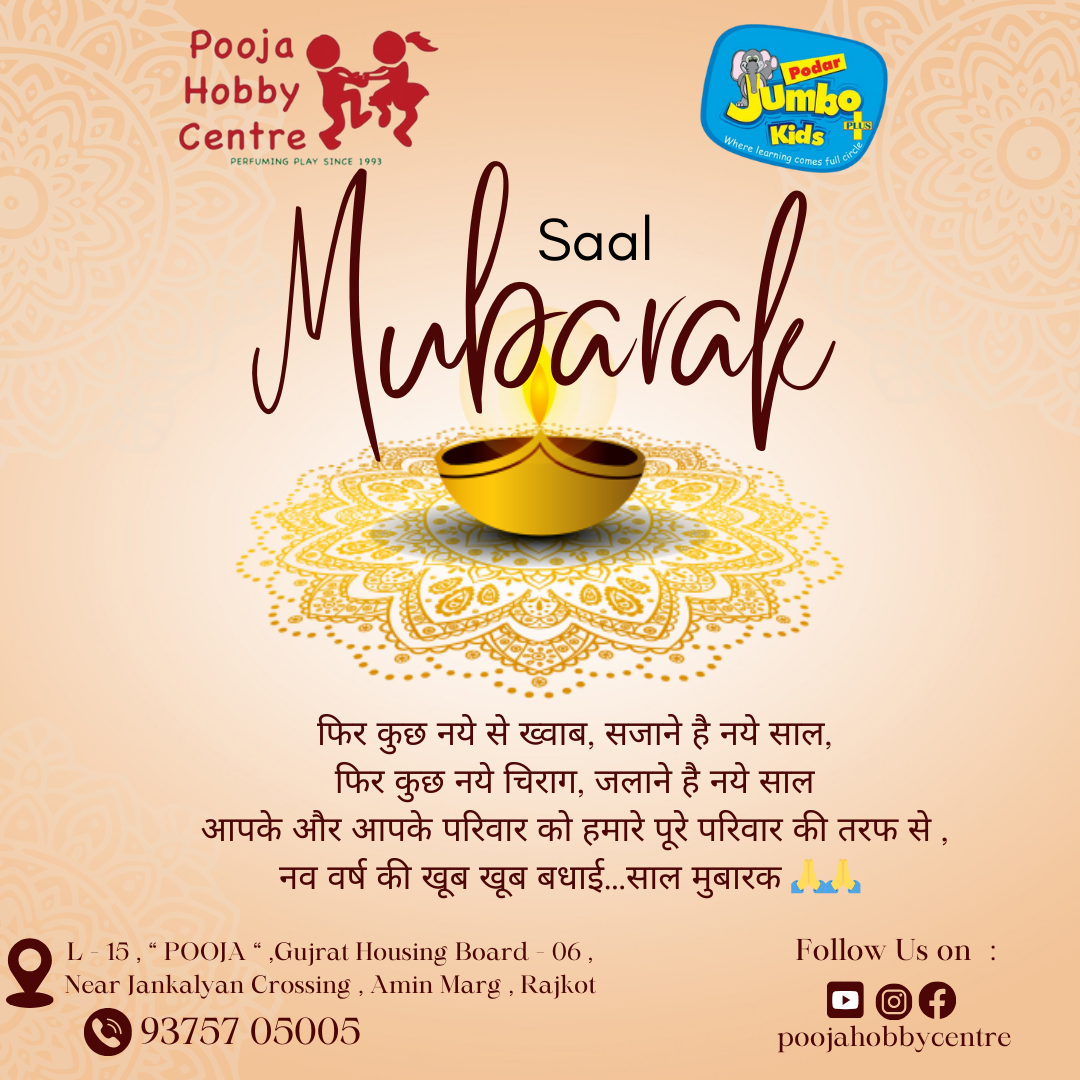 Pooja
Hobby
Centre
PERFUMING PLAY SINCE 1993
Podar
Jumbo
Kids
PLUS
Where learning comes full circle
Saal
Mubarak
फिर कुछ नये से ख्वाब, सजाने है नये साल,
फिर कुछ नये चिराग, जलाने है नये साल
आपके और आपके परिवार को हमारे पूरे परिवार की तरफ से ,
नव वर्ष की खूब खूब बधाई...साल मुबारक 🙏🙏
L - 15 , “ POOJA “ ,Gujrat Housing Board - 06 ,
Near Jankalyan Crossing , Amin Marg , Rajkot
93757 05005
Follow Us on :
poojahobbycentre